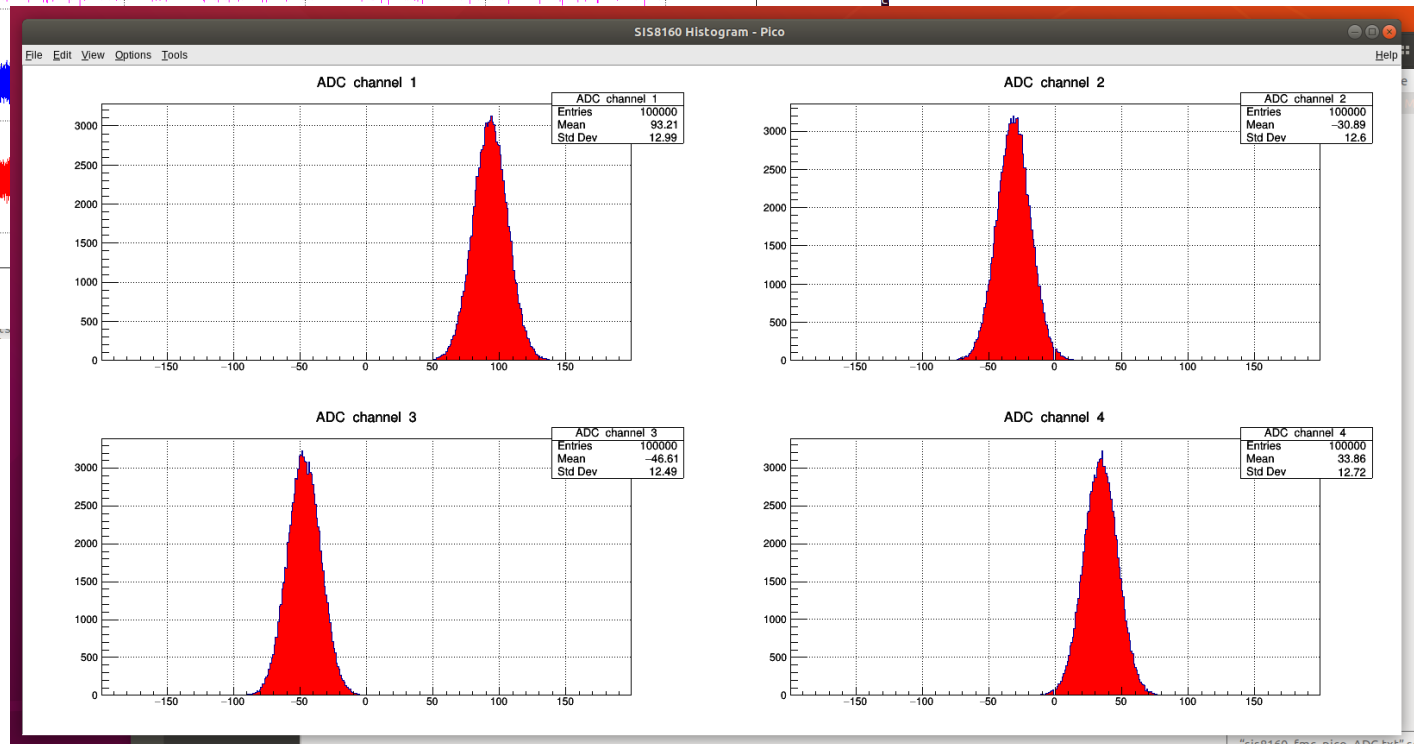 SIS8160 Histogram - Pico
File Edit View Options Tools Help
ADC channel 1
ADC channel 1
Entries 100000
Mean 93.21
Std Dev 12.99
3000
2500
2000
1500
1000
500
0
−150 −100 −50 0 50 100 150
ADC channel 2
ADC channel 2
Entries 100000
Mean −30.89
Std Dev 12.6
3000
2500
2000
1500
1000
500
0
−150 −100 −50 0 50 100 150
ADC channel 3
ADC channel 3
Entries 100000
Mean −46.61
Std Dev 12.49
3000
2500
2000
1500
1000
500
0
−150 −100 −50 0 50 100 150
ADC channel 4
ADC channel 4
Entries 100000
Mean 33.86
Std Dev 12.72
3000
2500
2000
1500
1000
500
0
−150 −100 −50 0 50 100 150